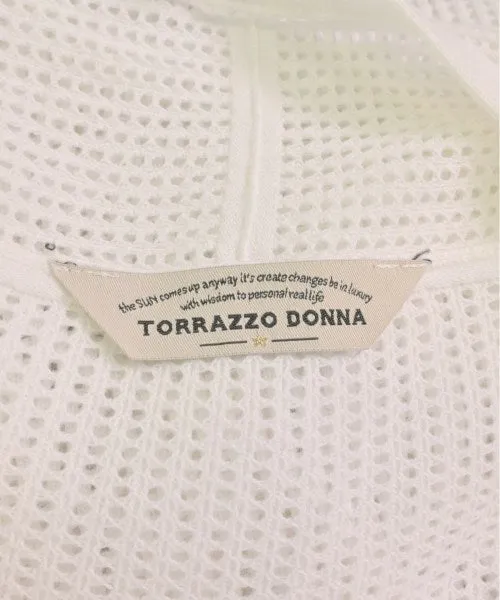 the SUN comes up anyway it's create changes be in luxury
with wisdom to personal real life
TORRAZZO DONNA